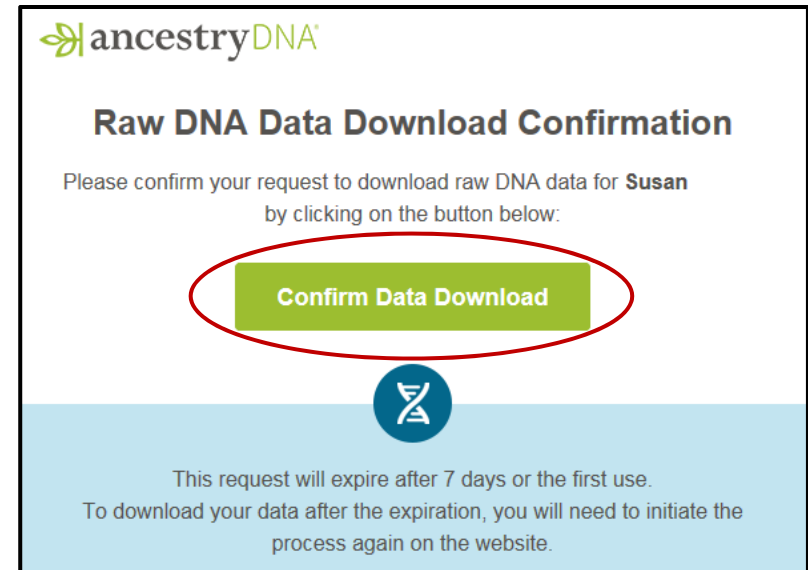 ancestryDNA
Raw DNA Data Download Confirmation
Please confirm your request to download raw DNA data for Susan
by clicking on the button below:
Confirm Data Download
This request will expire after 7 days or the first use.
To download your data after the expiration, you will need to initiate the
process again on the website.